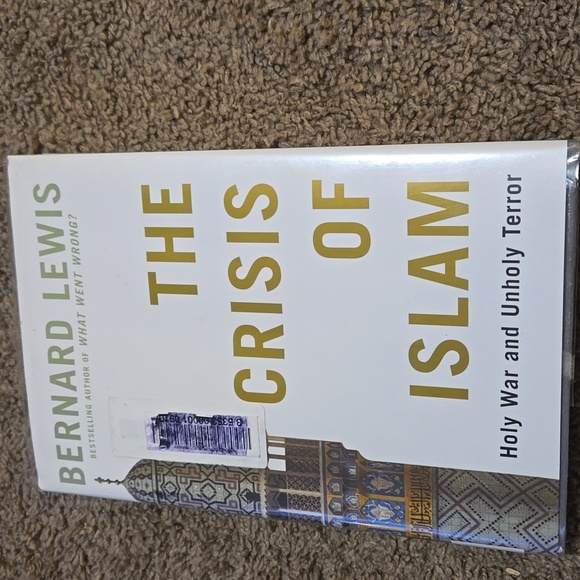 BERNARD LEWIS
BESTSELLING AUTHOR OF WHAT WENT WRONG?
THE
CRISIS
OF
ISLAM
Holy War and Unholy Terror